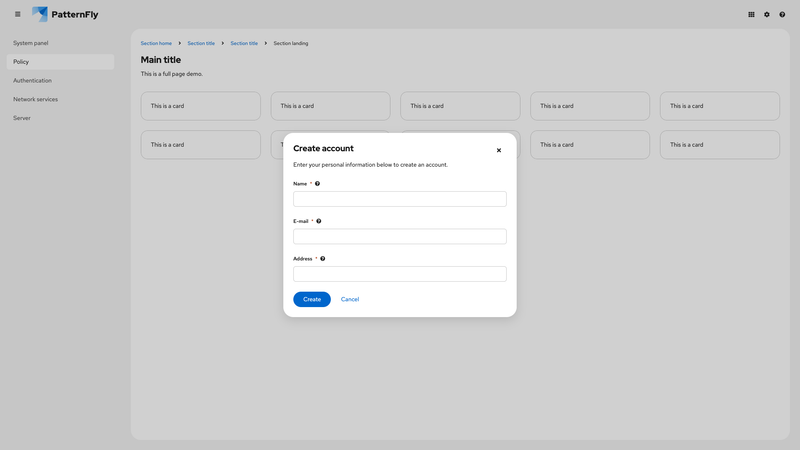 PatternFly
System panel
Policy
Authentication
Network services
Server
Section home Section title Section title Section landing
Main title
This is a full page demo.
This is a card This is a card This is a card This is a card This is a card
This is a card This is a card This is a card
Create account
Enter your personal information below to create an account.
Name *
E-mail *
Address *
Create Cancel